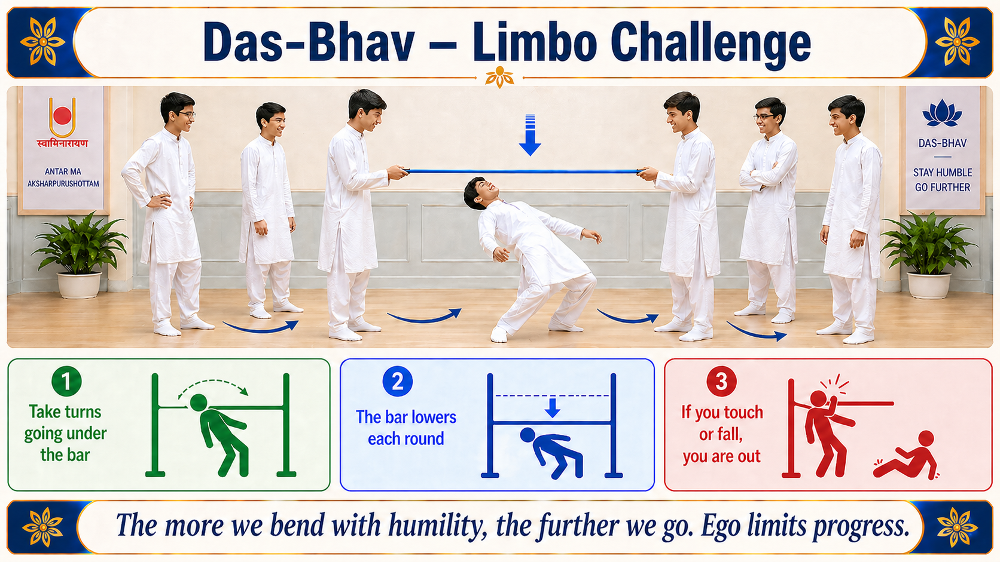 Das-Bhav – Limbo Challenge
स्वामिनारायण
ANTAR MA
AKSHARPURUSHOTTAM
DAS-BHAV
STAY HUMBLE
GO FURTHER
1
Take turns
going under
the bar
2
The bar lowers
each round
3
If you touch
or fall,
you are out
The more we bend with humility, the further we go. Ego limits progress.